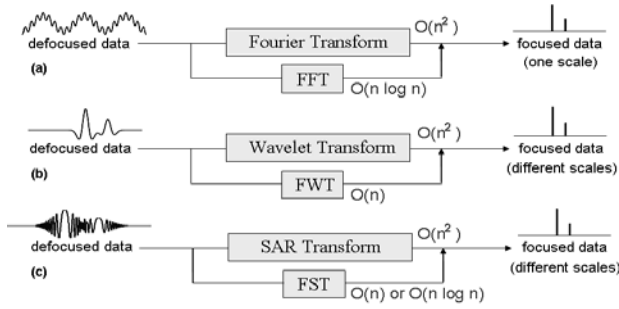 defocused data
(a)
Fourier Transform
O(n²)
FFT
O(n log n)
focused data
(one scale)
defocused data
(b)
Wavelet Transform
O(n²)
FWT
O(n)
focused data
(different scales)
defocused data
(c)
SAR Transform
O(n²)
FST
O(n) or O(n log n)
focused data
(different scales)